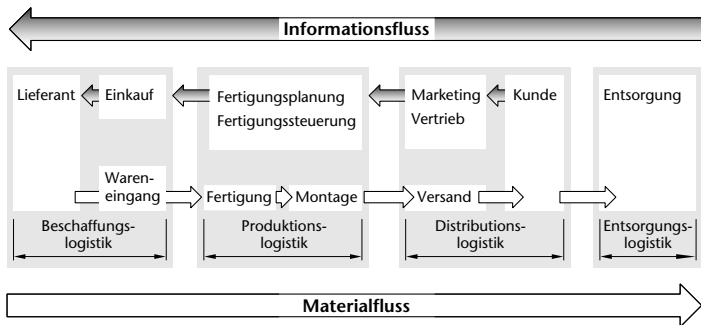 Informationsfluss
Lieferant Einkauf Fertigungsplanung Marketing Kunde Entsorgung
Fertigungssteuerung Vertrieb
Waren-
eingang Fertigung Montage Versand
Beschaffungs- Produktions- Distributions- Entsorgungs-
logistik logistik logistik logistik
Materialfluss